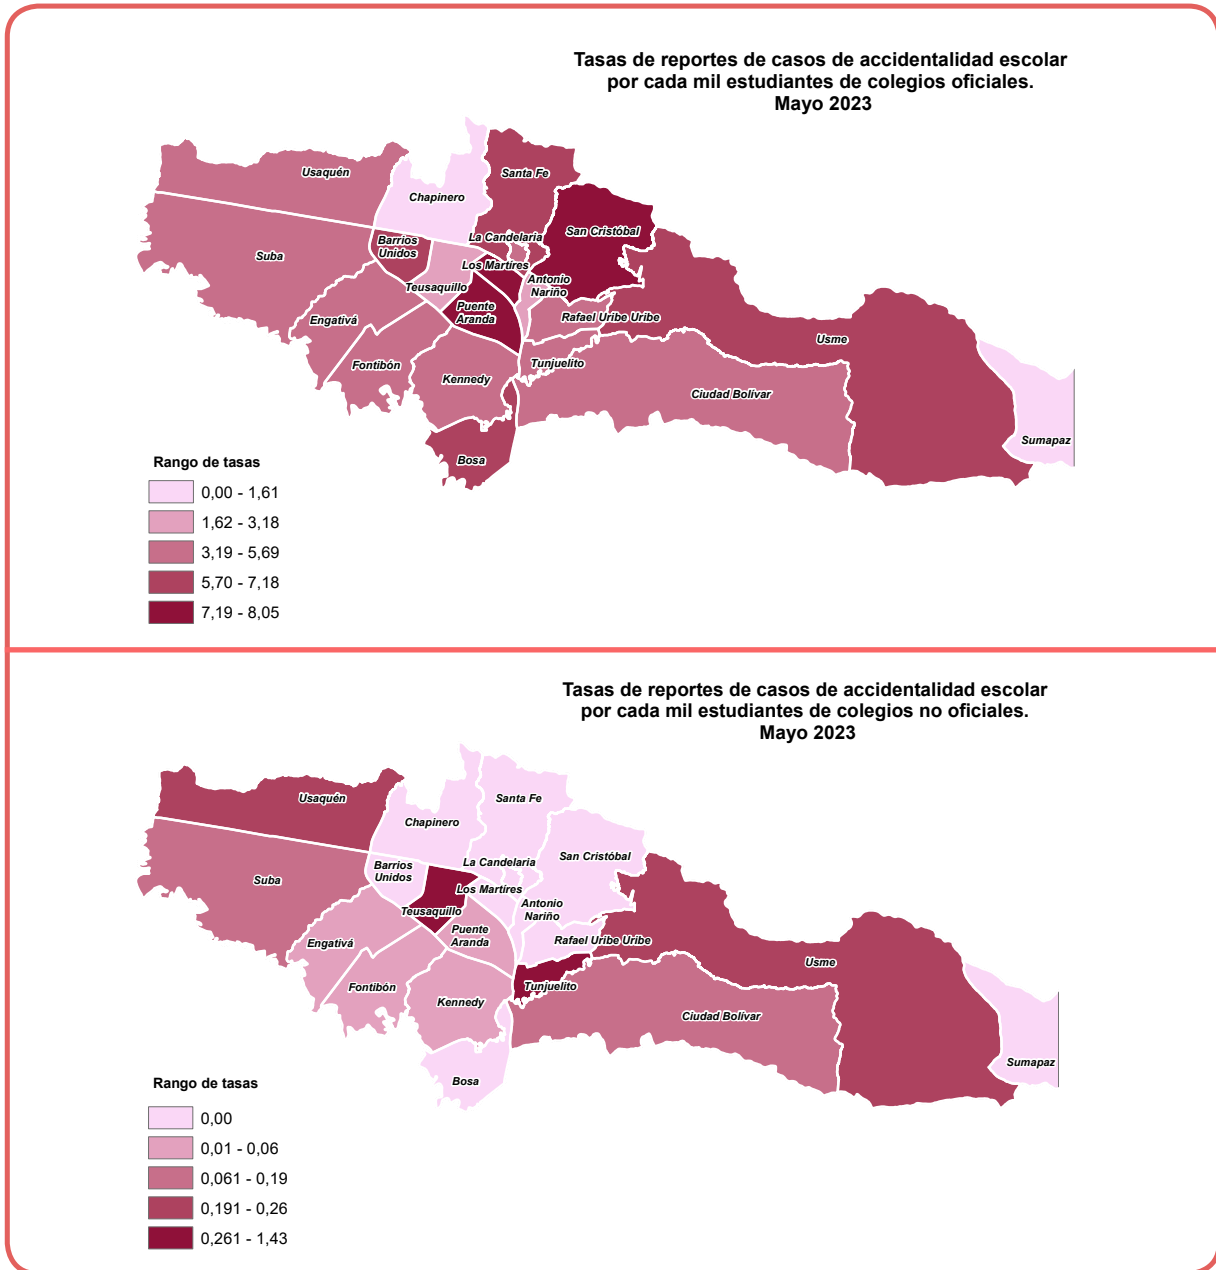 Tasas de reportes de casos de accidentalidad escolar
por cada mil estudiantes de colegios oficiales.
Mayo 2023
Usaquén
Santa Fe
Chapinero
San Cristóbal
La Candelaria
Barrios
Unidos
Suba
Los Martíres
Antonio
Nariño
Teusaquillo
Puente
Aranda
Rafael Uribe Uribe
Engativá
Usme
Fontibón
Tunjuelito
Kennedy
Ciudad Bolívar
Sumapaz
Bosa
Rango de tasas
0,00 - 1,61
1,62 - 3,18
3,19 - 5,69
5,70 - 7,18
7,19 - 8,05
Tasas de reportes de casos de accidentalidad escolar
por cada mil estudiantes de colegios no oficiales.
Mayo 2023
Usaquén
Santa Fe
Chapinero
San Cristóbal
La Candelaria
Barrios
Unidos
Suba
Los Martíres
Antonio
Nariño
Teusaquillo
Puente
Aranda
Rafael Uribe Uribe
Engativá
Usme
Fontibón
Tunjuelito
Kennedy
Ciudad Bolívar
Sumapaz
Bosa
Rango de tasas
0,00
0,01 - 0,06
0,061 - 0,19
0,191 - 0,26
0,261 - 1,43